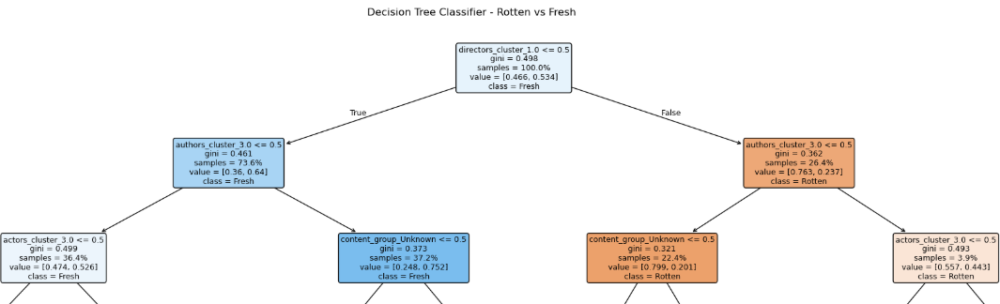 Decision Tree Classifier - Rotten vs Fresh
directors_cluster_1.0 <= 0.5
gini = 0.498
samples = 100.0%
value = [0.466, 0.534]
class = Fresh
True
False
authors_cluster_3.0 <= 0.5
gini = 0.461
samples = 73.6%
value = [0.36, 0.64]
class = Fresh
authors_cluster_3.0 <= 0.5
gini = 0.362
samples = 26.4%
value = [0.763, 0.237]
class = Rotten
actors_cluster_3.0 <= 0.5
gini = 0.499
samples = 36.4%
value = [0.474, 0.526]
class = Fresh
content_group_Unknown <= 0.5
gini = 0.373
samples = 37.2%
value = [0.248, 0.752]
class = Fresh
content_group_Unknown <= 0.5
gini = 0.321
samples = 22.4%
value = [0.799, 0.201]
class = Rotten
actors_cluster_3.0 <= 0.5
gini = 0.493
samples = 3.9%
value = [0.557, 0.443]
class = Rotten